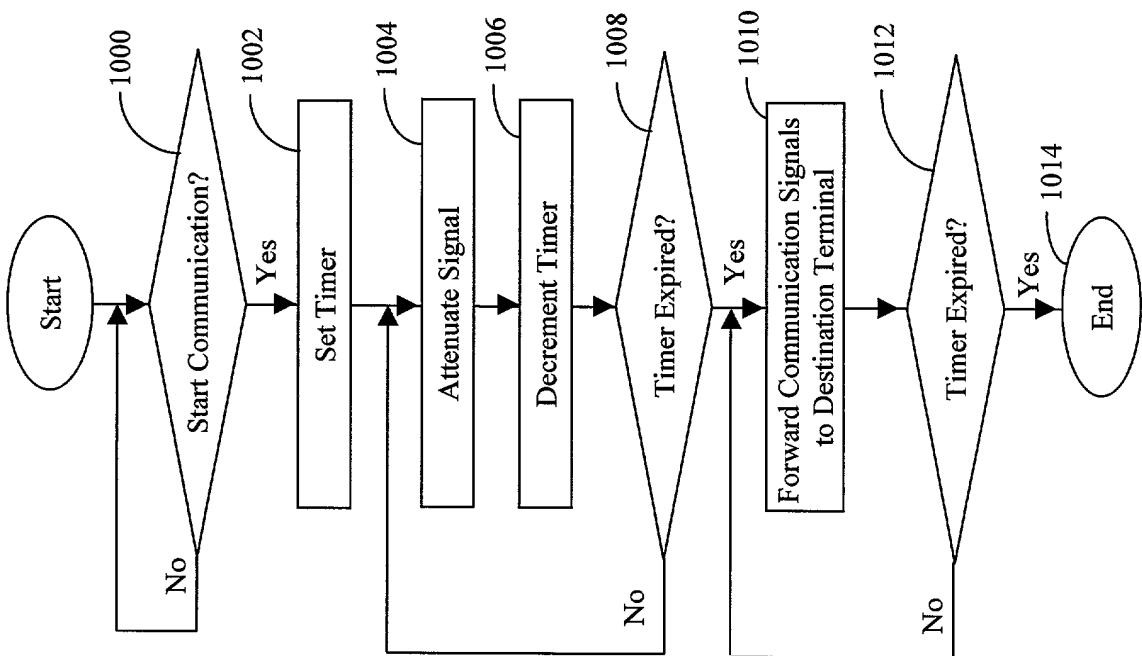 Start
1000
Start Communication?
No
Yes
1002
Set Timer
1004
Attenuate Signal
1006
Decrement Timer
1008
Timer Expired?
No
Yes
1010
Forward Communication Signals
to Destination Terminal
1012
Timer Expired?
No
Yes
1014
End